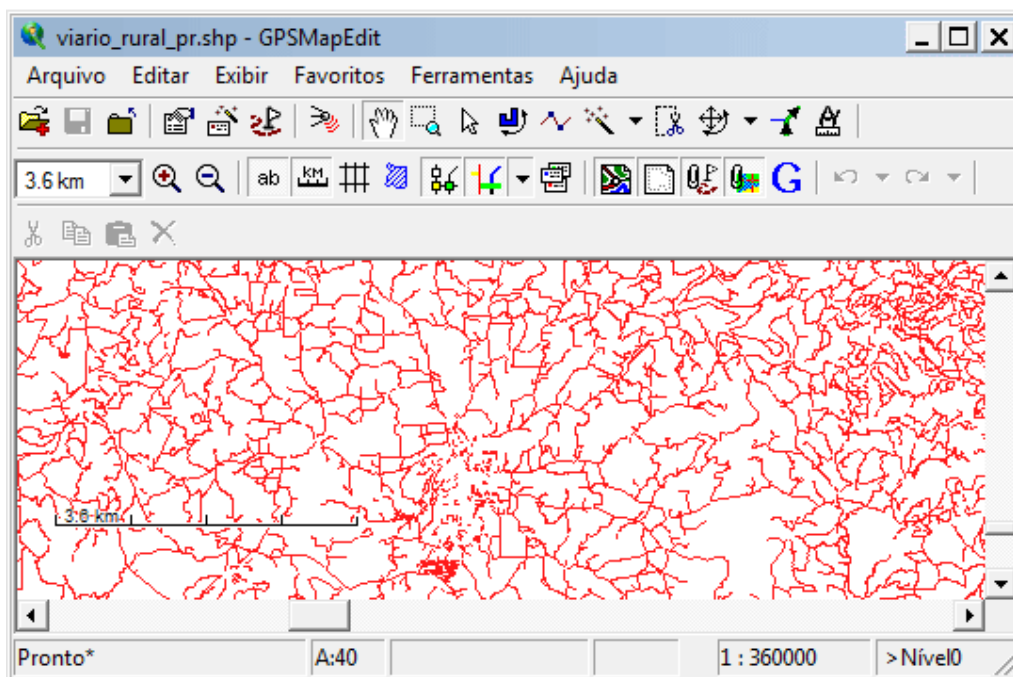 viario_rural_pr.shp - GPSMapEdit
Arquivo Editar Exibir Favoritos Ferramentas Ajuda
3.6 km ab KM G
3.6 km
Pronto* A:40 1 : 360000 > Nível0